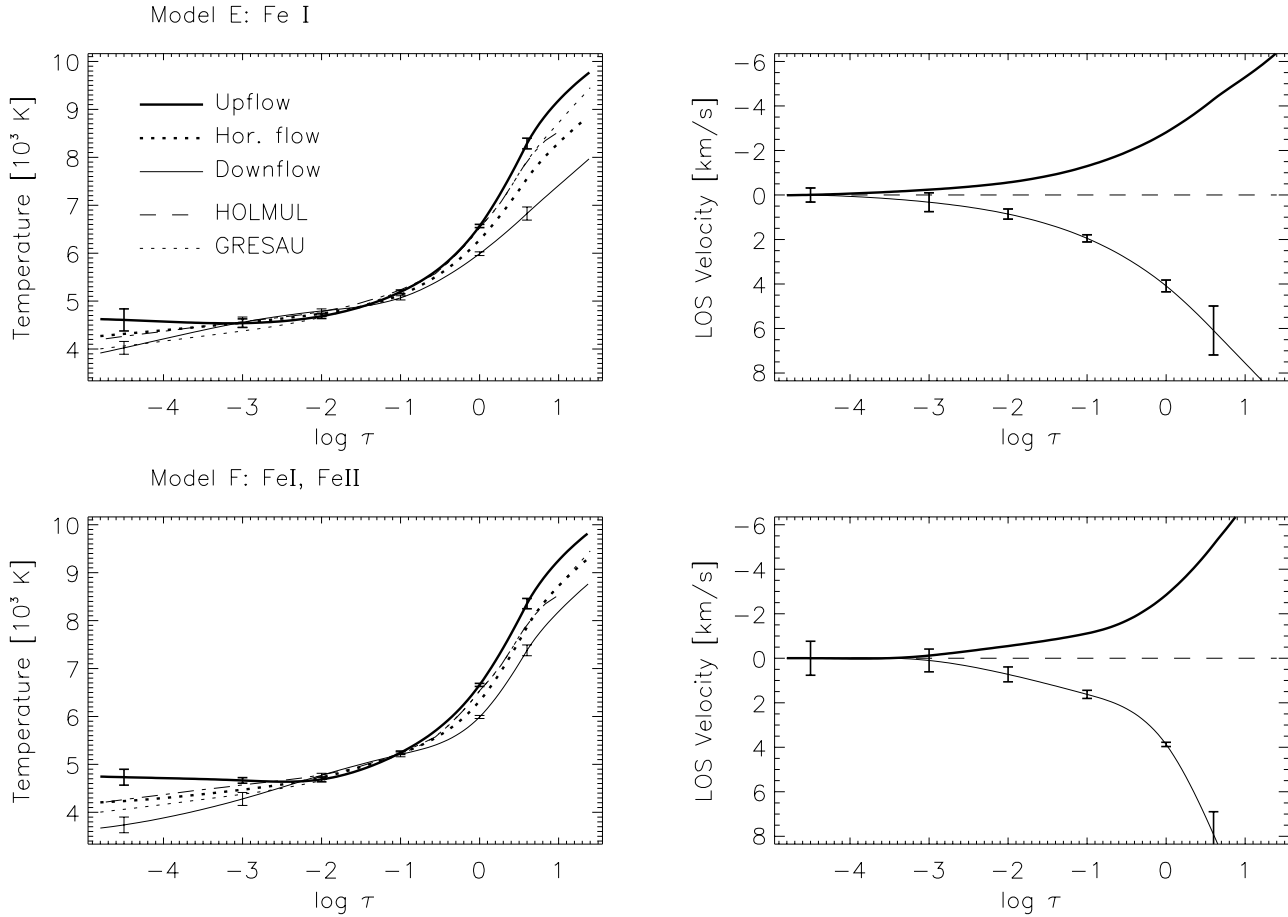 Model E: Fe I
10
9
8
7
6
5
4
Temperature [10³ K]
Upflow
Hor. flow
Downflow
HOLMUL
GRESAU
−4 −3 −2 −1 0 1
log τ
−6
−4
−2
0
2
4
6
8
LOS Velocity [km/s]
−4 −3 −2 −1 0 1
log τ
Model F: FeI, FeII
10
9
8
7
6
5
4
Temperature [10³ K]
−4 −3 −2 −1 0 1
log τ
−6
−4
−2
0
2
4
6
8
LOS Velocity [km/s]
−4 −3 −2 −1 0 1
log τ